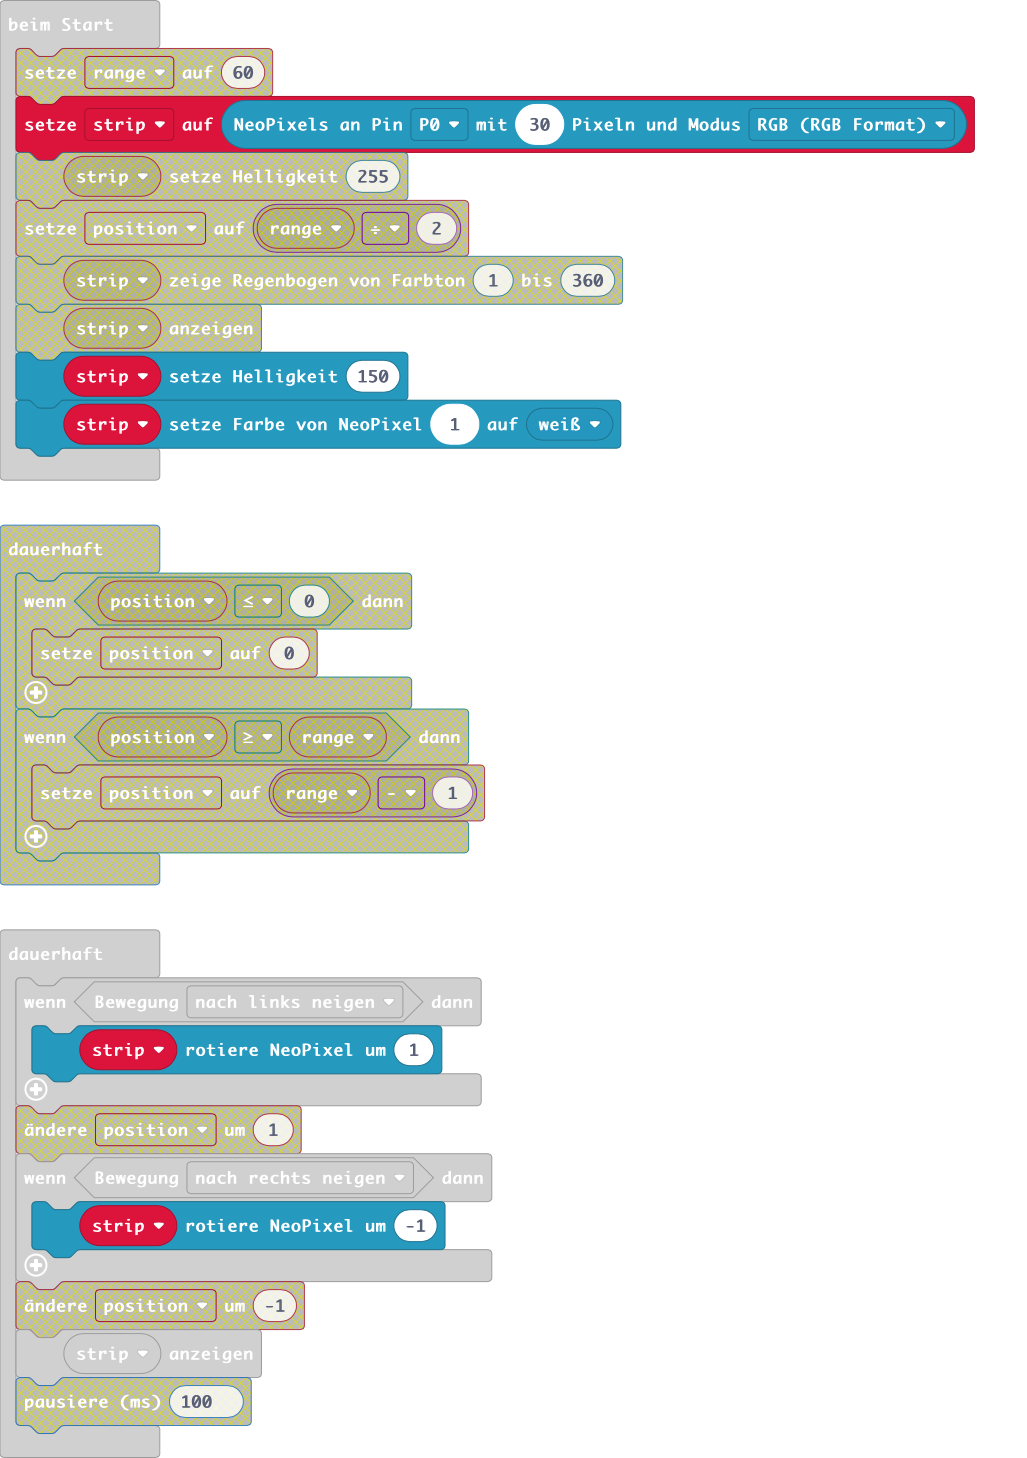 beim Start
setze range auf 60
setze strip auf NeoPixels an Pin P0 mit 30 Pixeln und Modus RGB (RGB Format)
strip setze Helligkeit 255
setze position auf range ÷ 2
strip zeige Regenbogen von Farbton 1 bis 360
strip anzeigen
strip setze Helligkeit 150
strip setze Farbe von NeoPixel 1 auf weiß
dauerhaft
wenn position ≤ 0 dann
setze position auf 0
wenn position ≥ range dann
setze position auf range - 1
dauerhaft
wenn Bewegung nach links neigen dann
strip rotiere NeoPixel um 1
ändere position um 1
wenn Bewegung nach rechts neigen dann
strip rotiere NeoPixel um -1
ändere position um -1
strip anzeigen
pausiere (ms) 100